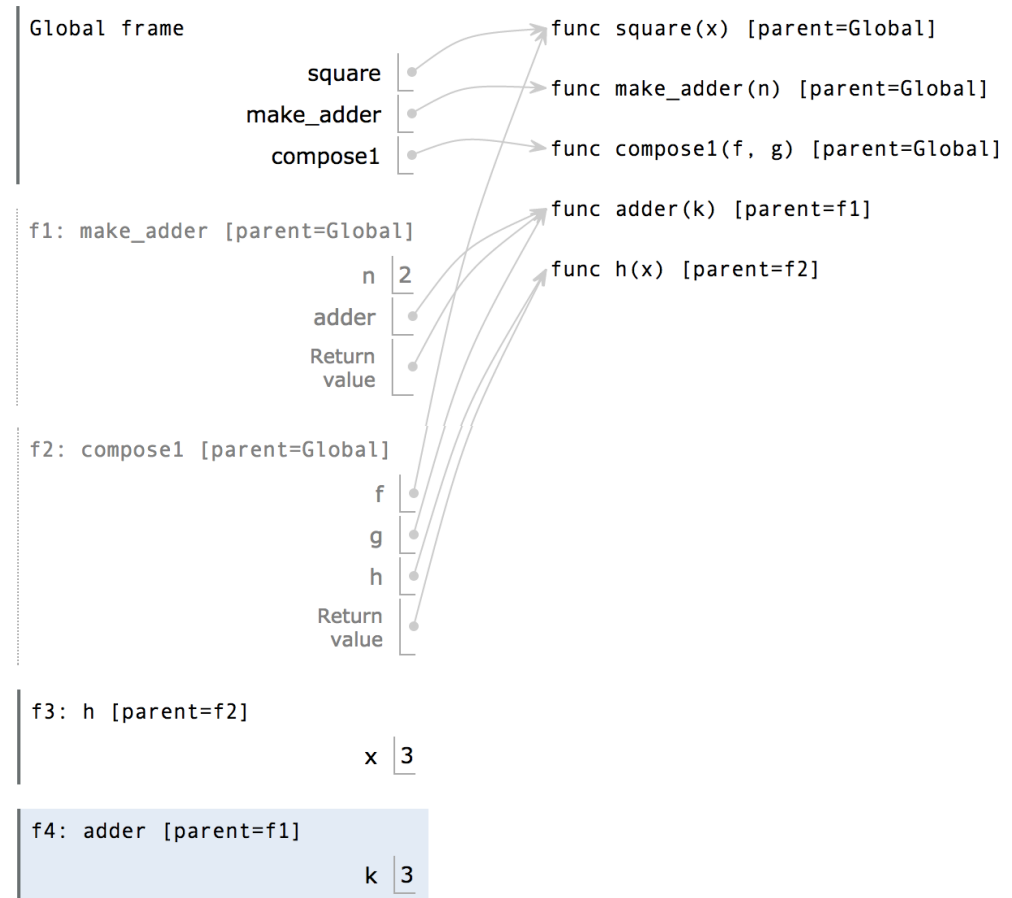 Global frame
square
make_adder
compose1
func square(x) [parent=Global]
func make_adder(n) [parent=Global]
func compose1(f, g) [parent=Global]
func adder(k) [parent=f1]
func h(x) [parent=f2]
f1: make_adder [parent=Global]
n 2
adder
Return
value
f2: compose1 [parent=Global]
f
g
h
Return
value
f3: h [parent=f2]
x 3
f4: adder [parent=f1]
k 3